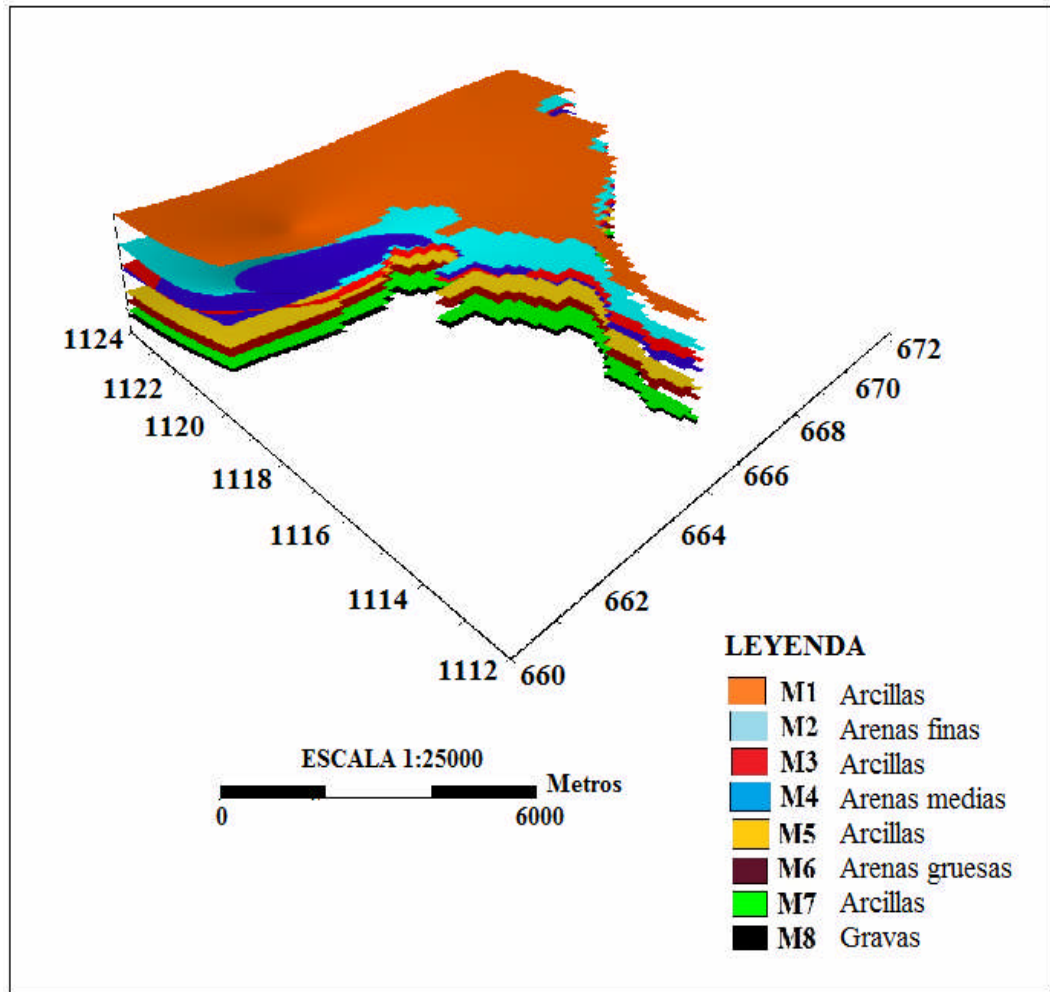 1124
1122
1120
1118
1116
1114
1112
660
662
664
666
668
670
672
ESCALA 1:25000
Metros
0 6000
LEYENDA
M1 Arcillas
M2 Arenas finas
M3 Arcillas
M4 Arenas medias
M5 Arcillas
M6 Arenas gruesas
M7 Arcillas
M8 Gravas